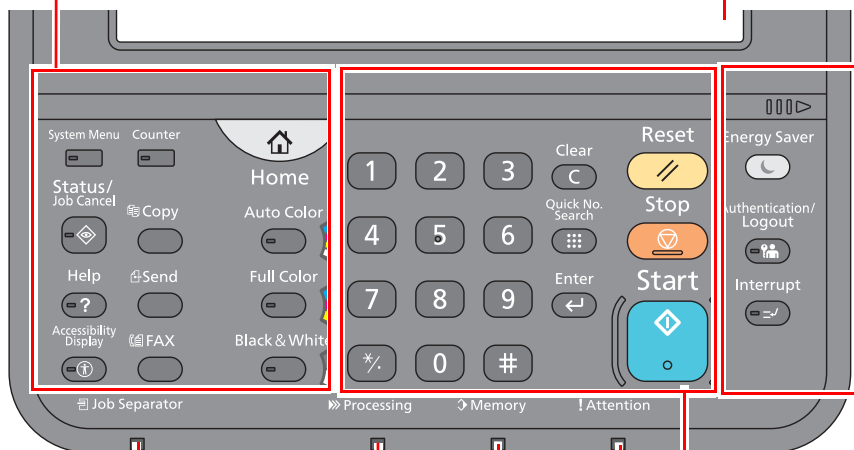 System Menu
Counter
Status/
Job Cancel
Copy
Help
Send
Accessibility
Display
FAX
Home
Auto Color
Full Color
Black & White
1
2
3
4
5
6
7
8
9
*/.
0
#
Clear
C
Quick No.
Search
Enter
Reset
Stop
Start
Energy Saver
Authentication/
Logout
Interrupt
?
Job Separator
Processing
Memory
! Attention